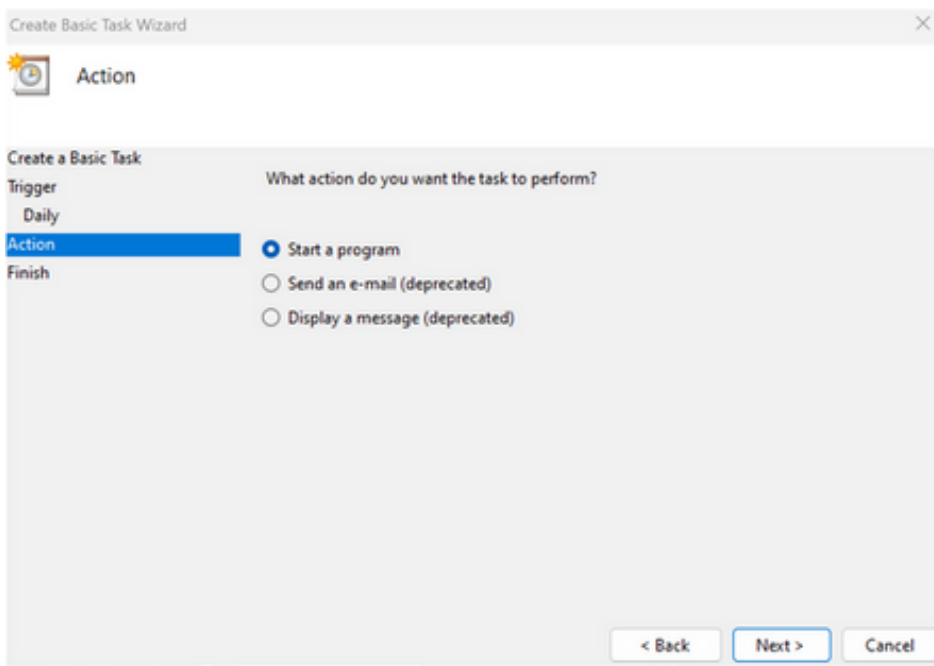 Create Basic Task Wizard
Action
Create a Basic Task
Trigger
Daily
Action
Finish
What action do you want the task to perform?
Start a program
Send an e-mail (deprecated)
Display a message (deprecated)
< Back
Next >
Cancel